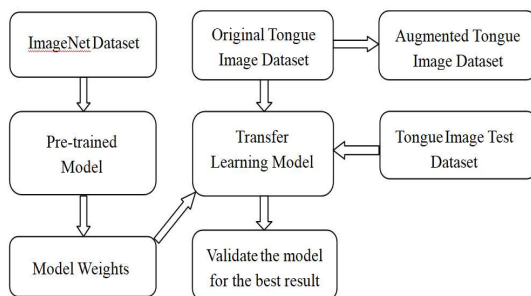 ImageNet Dataset
Original Tongue
Image Dataset
Augmented Tongue
Image Dataset
Pre-trained
Model
Transfer
Learning Model
Tongue Image Test
Dataset
Model Weights
Validate the model
for the best result